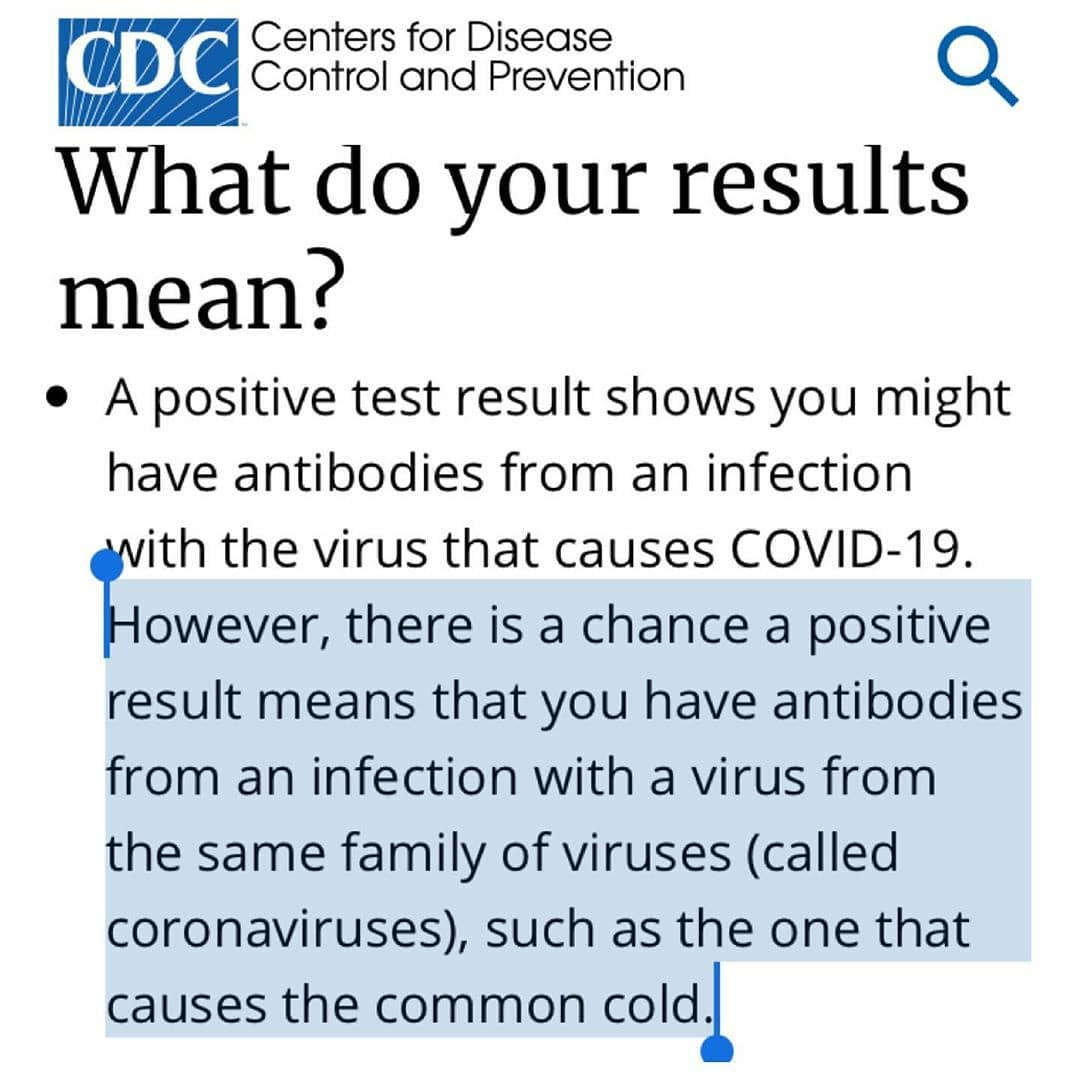 CDC Centers for Disease
Control and Prevention
What do your results
mean?
• A positive test result shows you might
have antibodies from an infection
with the virus that causes COVID-19.
However, there is a chance a positive
result means that you have antibodies
from an infection with a virus from
the same family of viruses (called
coronaviruses), such as the one that
causes the common cold.